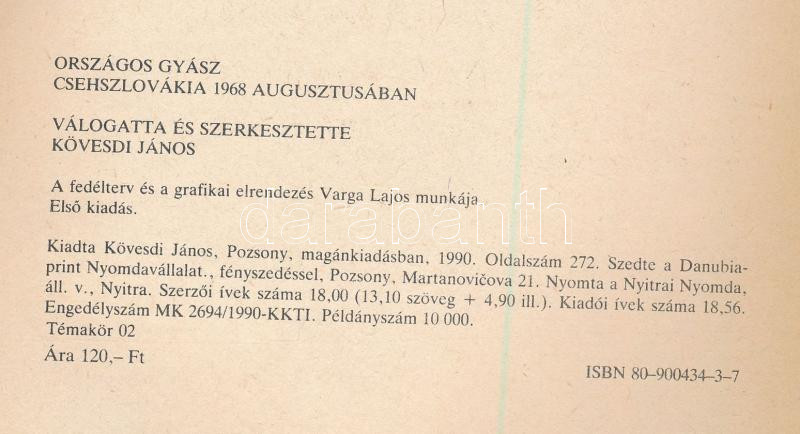 ORSZÁGOS GYÁSZ
CSEHSZLOVÁKIA 1968 AUGUSZTUSÁBAN
VÁLOGATTA ÉS SZERKESZTETTE
KÖVESDI JÁNOS
A fedélterv és a grafikai elrendezés Varga Lajos munkája
Első kiadás.
darabanth
Kiadta Kövesdi János, Pozsony, magánkiadásban, 1990. Oldalszám 272. Szedte a Danubia-
print Nyomdavállalat., fényszedéssel, Pozsony, Martanovičova 21. Nyomta a Nyitrai Nyomda,
áll. v., Nyitra. Szerzői ívek száma 18,00 (13,10 szöveg + 4,90 ill.). Kiadói ívek száma 18,56.
Engedélyszám MK 2694/1990-KKTI. Példányszám 10 000.
Témakör 02
Ára 120,– Ft
ISBN 80–900434–3–7